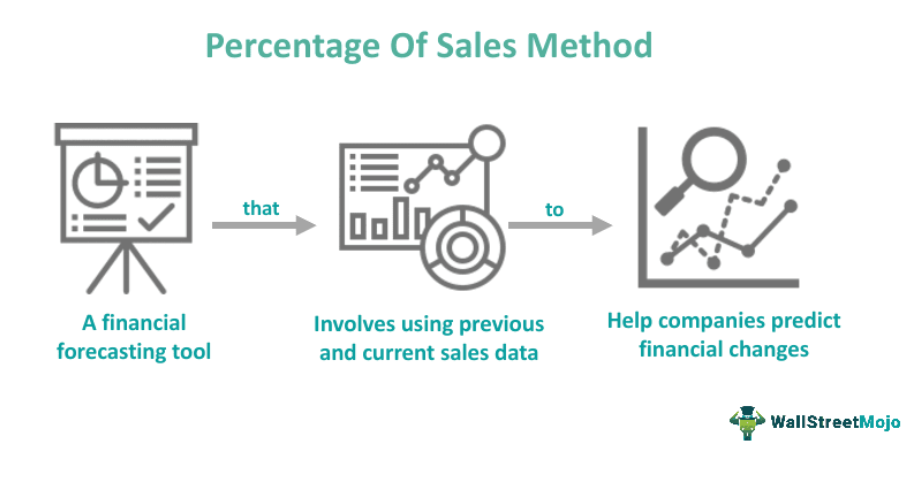 Percentage Of Sales Method
that
to
A financial
forecasting tool
Involves using previous
and current sales data
Help companies predict
financial changes
WallStreetMojo